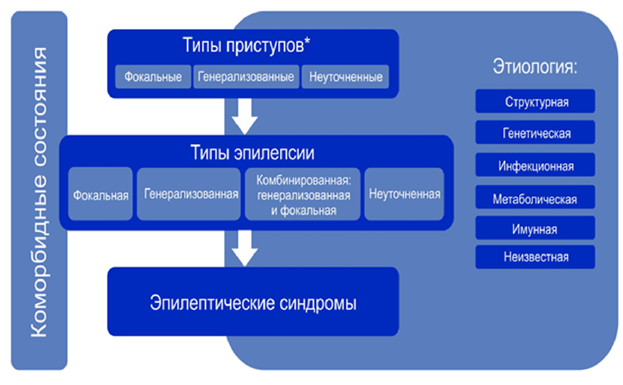 Коморбидные состояния
Типы приступов*
Фокальные
Генерализованные
Неуточненные
Типы эпилепсии
Фокальная
Генерализованная
Комбинированная:
генерализованная
и фокальная
Неуточненная
Эпилептические синдромы
Этиология:
Структурная
Генетическая
Инфекционная
Метаболическая
Имунная
Неизвестная